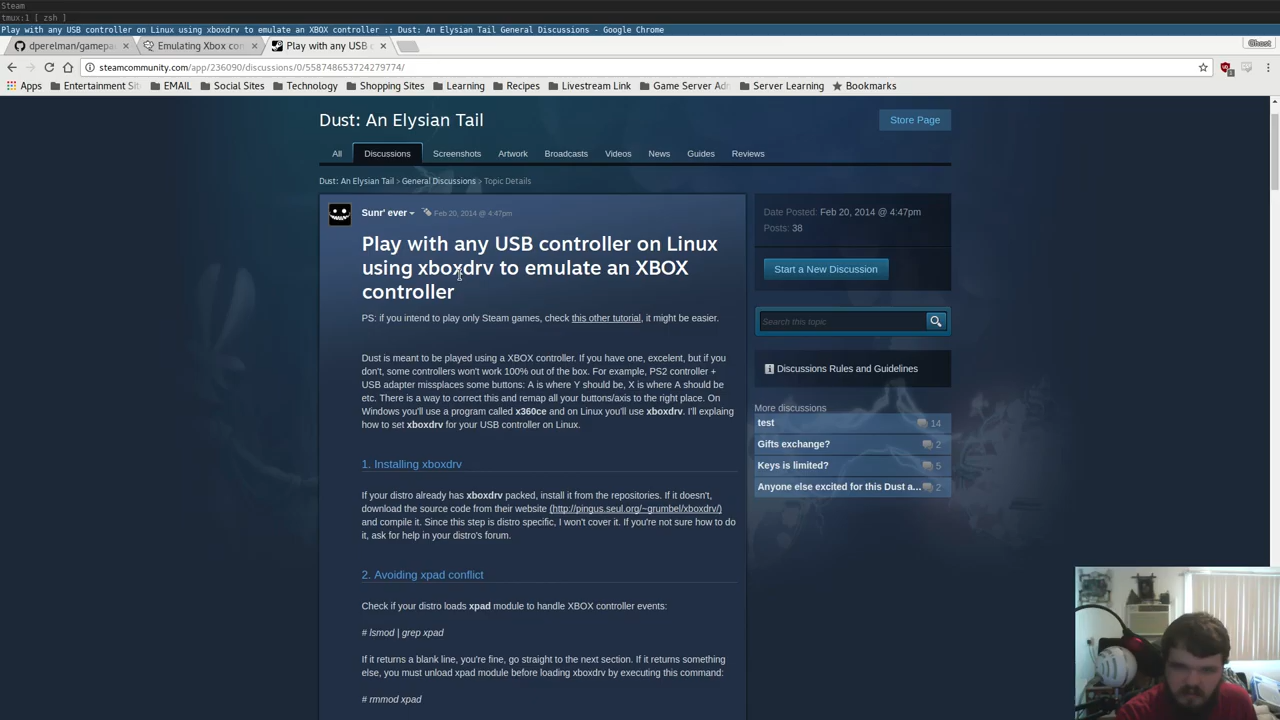 Steam
tmux:1 [ zsh ]
Play with any USB controller on Linux using xboxdrv to emulate an XBOX controller :: Dust: An Elysian Tail General Discussions - Google Chrome
dperelman/gamepa
Emulating Xbox con
Play with any USB c
Ghost
steamcommunity.com/app/236090/discussions/0/558748653724279774/
Apps
Entertainment Sit
EMAIL
Social Sites
Technology
Shopping Sites
Learning
Recipes
Livestream Link
Game Server Adm
Server Learning
Bookmarks
Dust: An Elysian Tail
Store Page
All
Discussions
Screenshots
Artwork
Broadcasts
Videos
News
Guides
Reviews
Dust: An Elysian Tail > General Discussions > Topic Details
Sunr' ever
Feb 20, 2014 @ 4:47pm
Play with any USB controller on Linux
using xboxdrv to emulate an XBOX
controller
PS: if you intend to play only Steam games, check this other tutorial, it might be easier.
Dust is meant to be played using a XBOX controller. If you have one, excelent, but if you
don't, some controllers won't work 100% out of the box. For example, PS2 controller +
USB adapter missplaces some buttons: A is where Y should be, X is where A should be
etc. There is a way to correct this and remap all your buttons/axis to the right place. On
Windows you'll use a program called x360ce and on Linux you'll use xboxdrv. I'll explaing
how to set xboxdrv for your USB controller on Linux.
1. Installing xboxdrv
If your distro already has xboxdrv packed, install it from the repositories. If it doesn't,
download the source code from their website (http://pingus.seul.org/~grumbel/xboxdrv/)
and compile it. Since this step is distro specific, I won't cover it. If you're not sure how to do
it, ask for help in your distro's forum.
2. Avoiding xpad conflict
Check if your distro loads xpad module to handle XBOX controller events:
# lsmod | grep xpad
If it returns a blank line, you're fine, go straight to the next section. If it returns something
else, you must unload xpad module before loading xboxdrv by executing this command:
# rmmod xpad
Date Posted: Feb 20, 2014 @ 4:47pm
Posts: 38
Start a New Discussion
Search this topic
Discussions Rules and Guidelines
More discussions
test 14
Gifts exchange? 2
Keys is limited? 5
Anyone else excited for this Dust a... 2